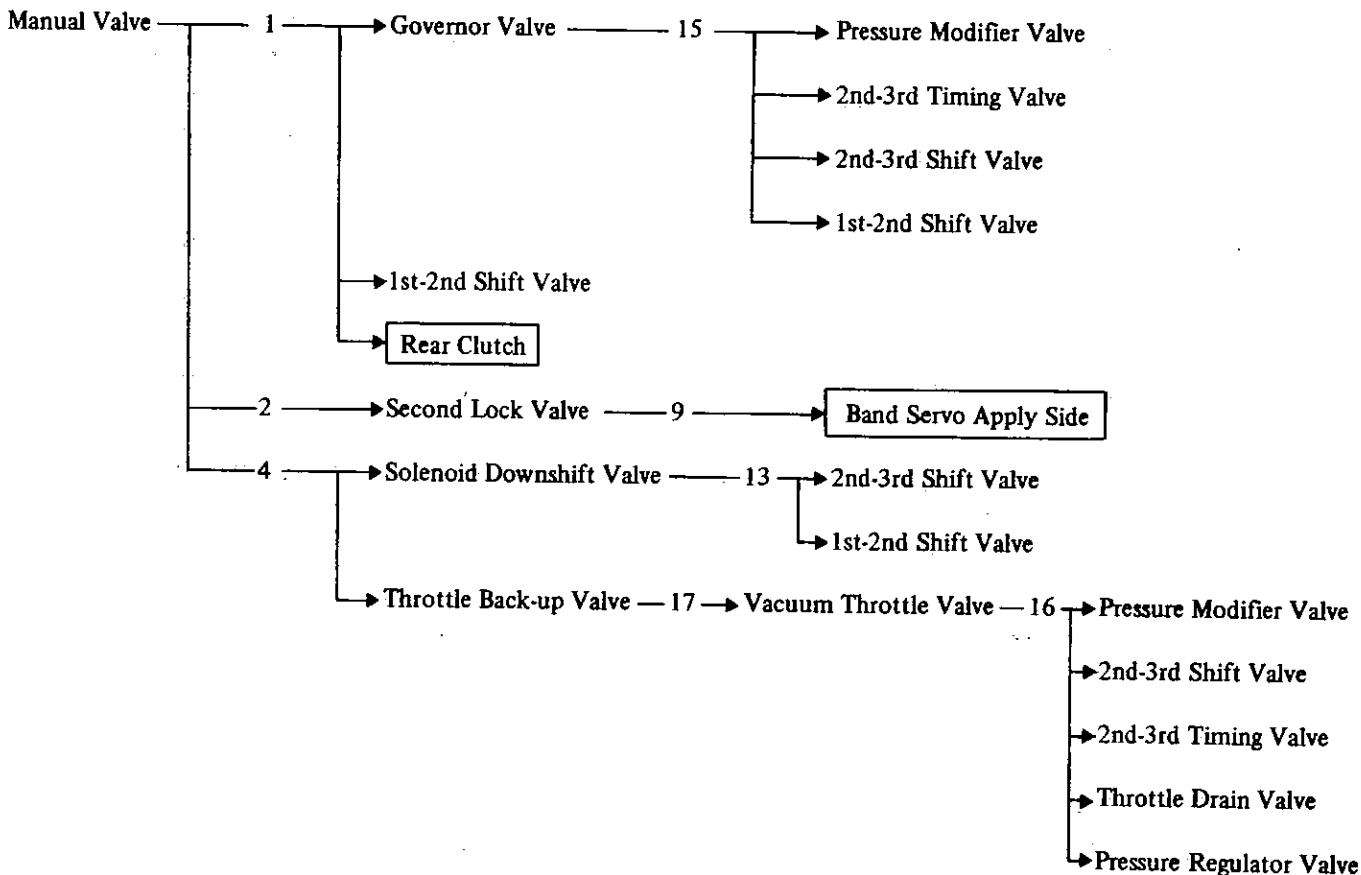 Manual Valve 1 Governor Valve 15 Pressure Modifier Valve
2nd-3rd Timing Valve
2nd-3rd Shift Valve
1st-2nd Shift Valve
1st-2nd Shift Valve
Rear Clutch
2 Second Lock Valve 9 Band Servo Apply Side
4 Solenoid Downshift Valve 13 2nd-3rd Shift Valve
1st-2nd Shift Valve
Throttle Back-up Valve 17 Vacuum Throttle Valve 16 Pressure Modifier Valve
2nd-3rd Shift Valve
2nd-3rd Timing Valve
Throttle Drain Valve
Pressure Regulator Valve